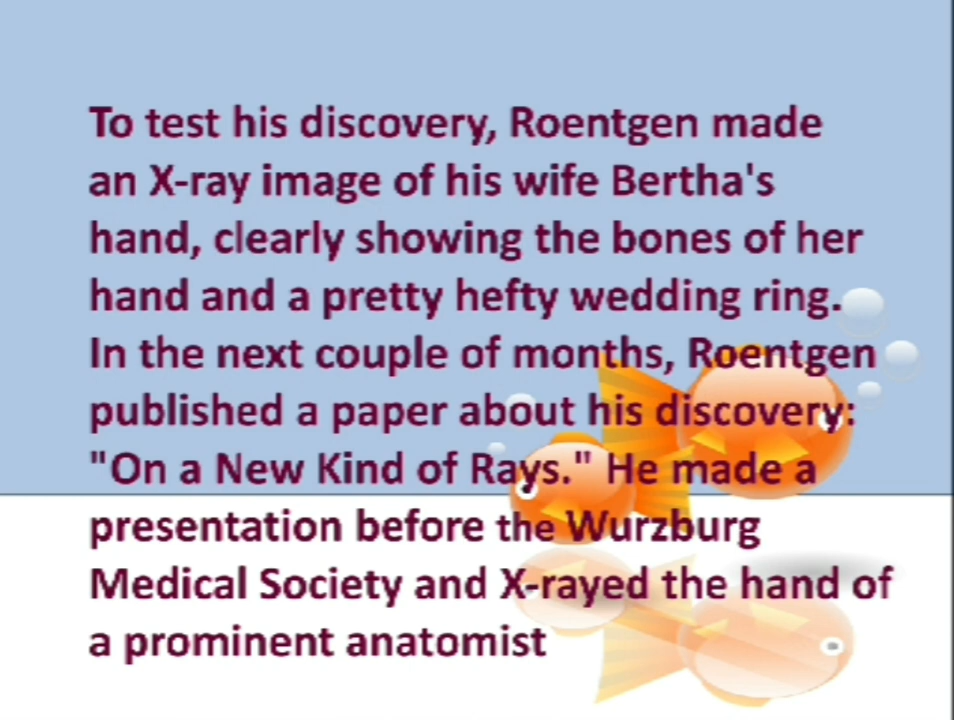 To test his discovery, Roentgen made
an X-ray image of his wife Bertha's
hand, clearly showing the bones of her
hand and a pretty hefty wedding ring.
In the next couple of months, Roentgen
published a paper about his discovery:
"On a New Kind of Rays." He made a
presentation before the Wurzburg
Medical Society and X-rayed the hand of
a prominent anatomist